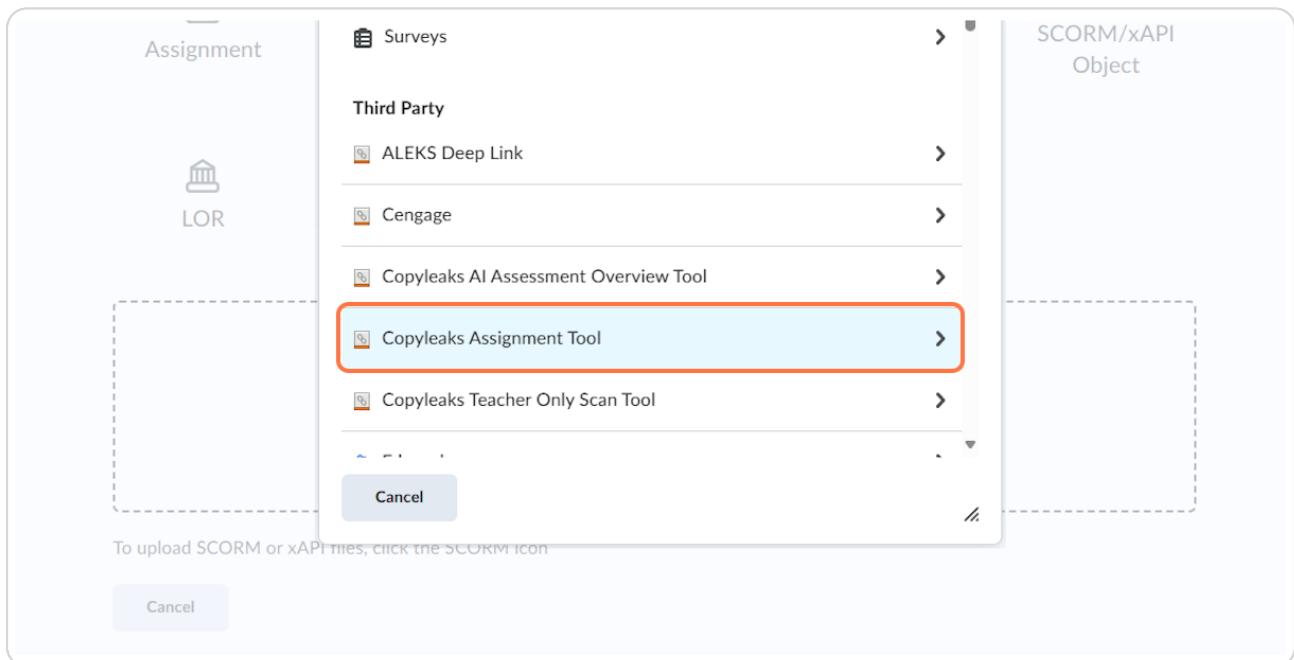 Assignment
Surveys
SCORM/xAPI
Object
Third Party
ALEKS Deep Link
LOR
Cengage
Copyleaks AI Assessment Overview Tool
Copyleaks Assignment Tool
Copyleaks Teacher Only Scan Tool
Cancel
To upload SCORM or xAPI files, click the SCORM icon
Cancel